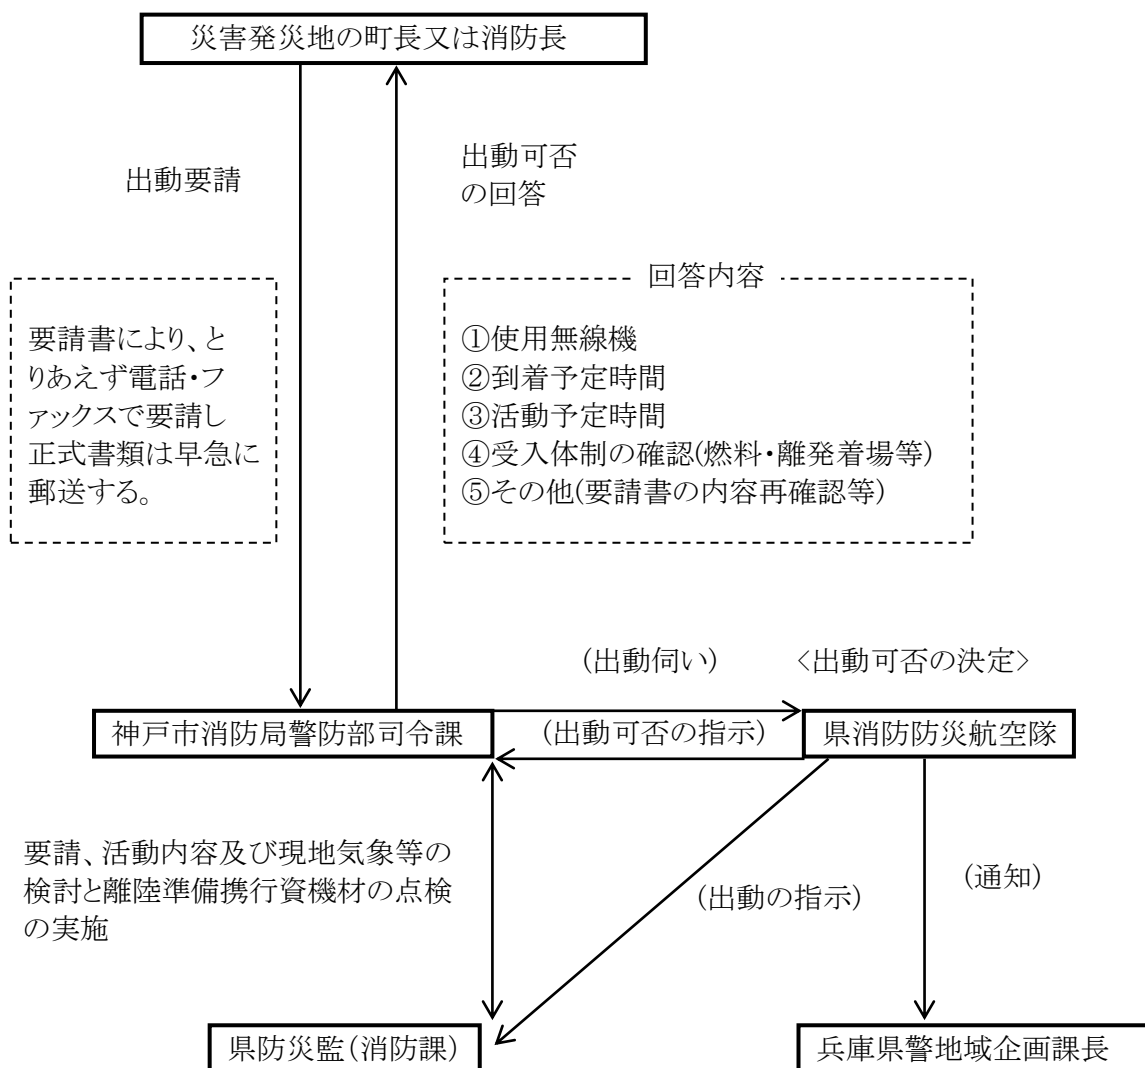 災害発災地の町長又は消防長
出動要請
出動可否
の回答
回答内容
要請書により、と
りあえず電話・フ
ァックスで要請し
正式書類は早急に
郵送する。
①使用無線機
②到着予定時間
③活動予定時間
④受入体制の確認(燃料・離発着場等)
⑤その他(要請書の内容再確認等)
(出動伺い)
<出動可否の決定>
神戸市消防局警防部司令課
(出動可否の指示)
県消防防災航空隊
要請、活動内容及び現地気象等の
検討と離陸準備携行資機材の点検
の実施
(出動の指示)
(通知)
県防災監(消防課)
兵庫県警地域企画課長